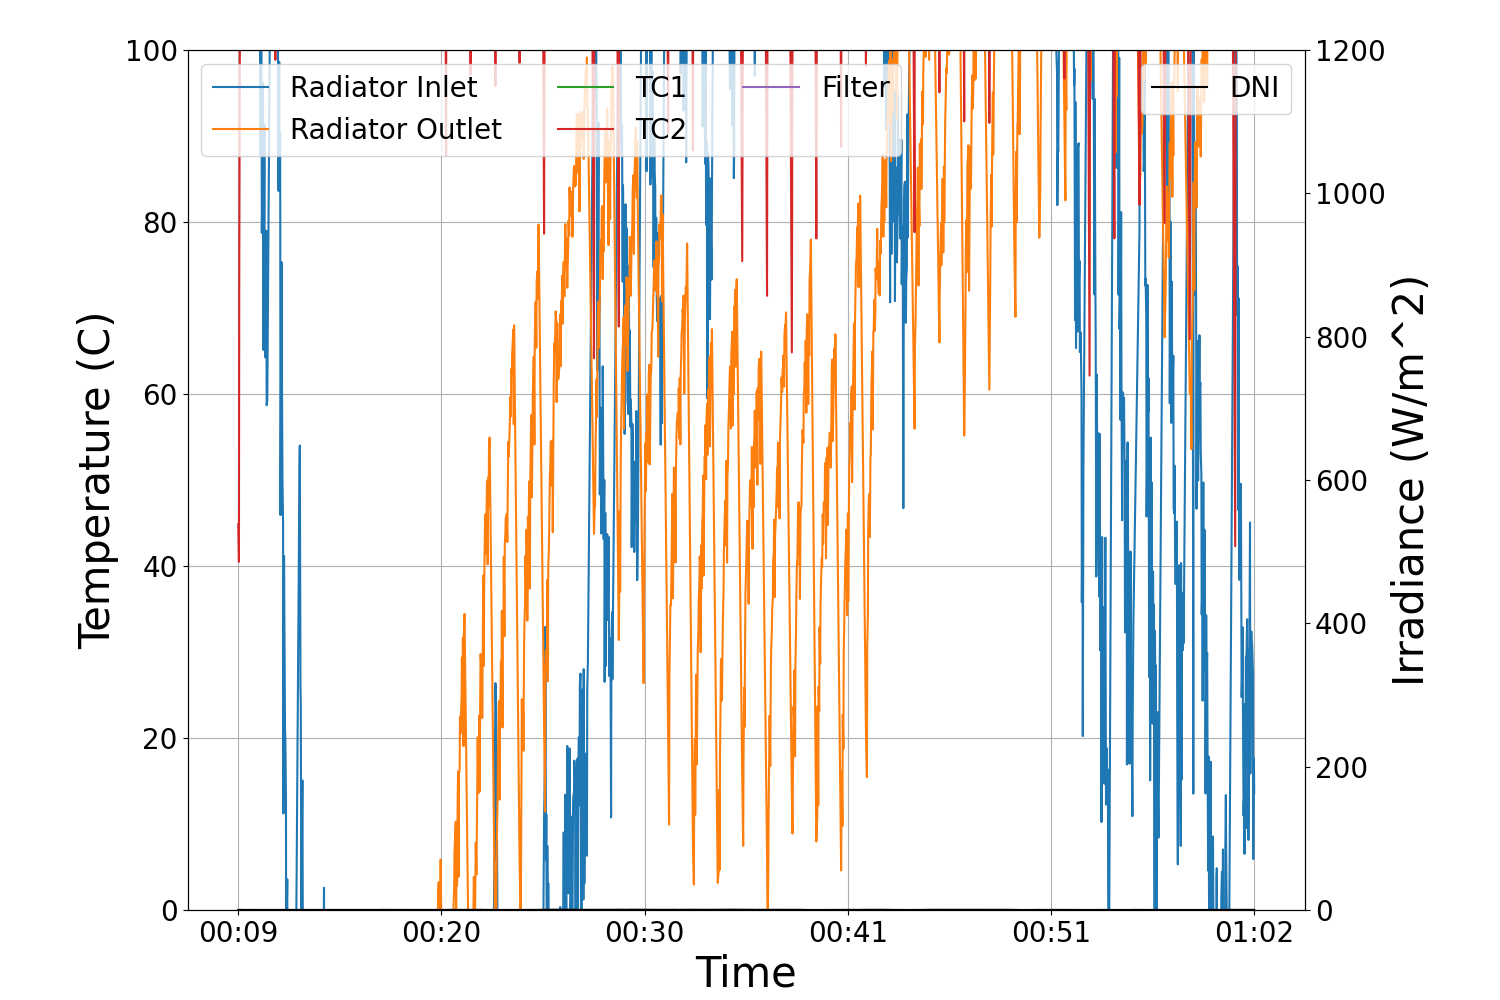 100
80
60
40
20
0
Temperature (C)
Radiator Inlet
Radiator Outlet
TC1
TC2
Filter
DNI
1200
1000
800
600
400
200
0
Irradiance (W/m^2)
00:09 00:20 00:30 00:41 00:51 01:02
Time